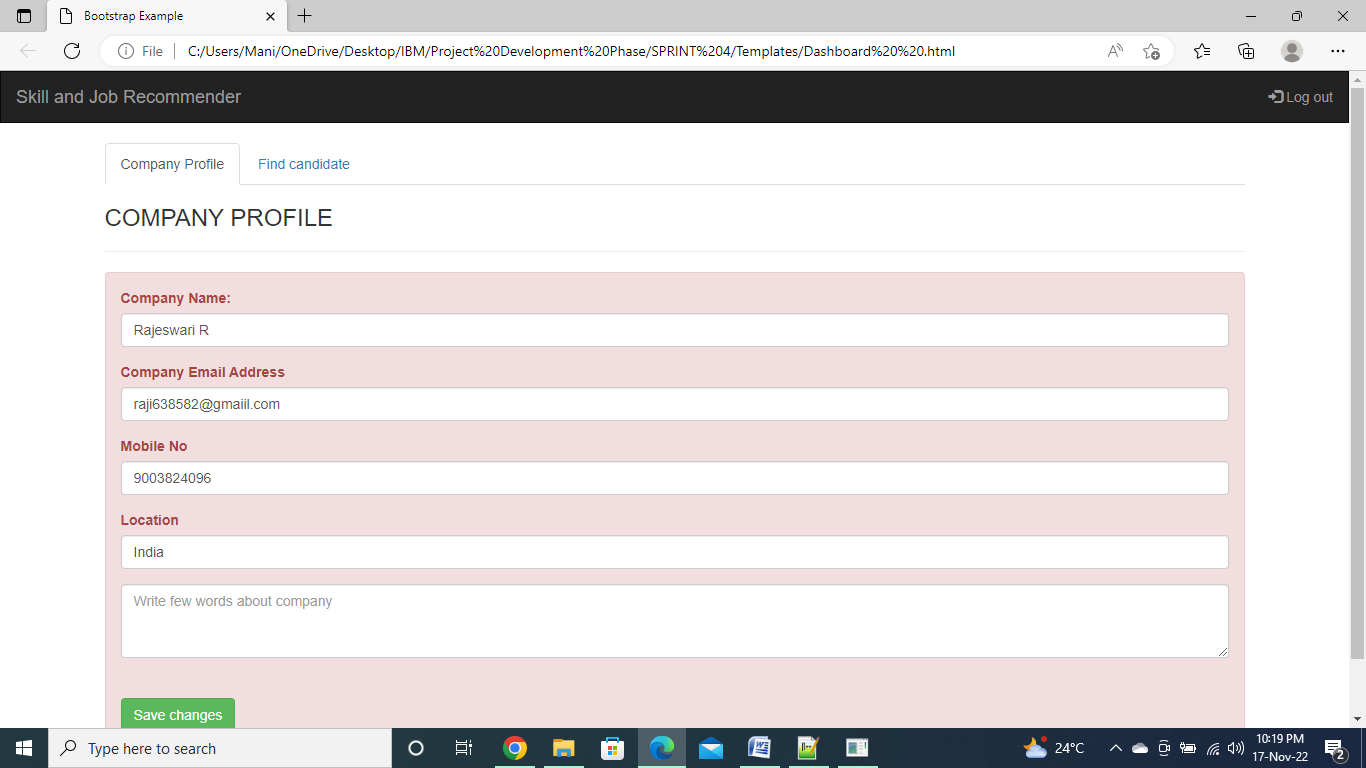 Bootstrap Example
File
C:/Users/Mani/OneDrive/Desktop/IBM/Project%20Development%20Phase/SPRINT%204/Templates/Dashboard%20%20.html
Skill and Job Recommender
Log out
Company Profile
Find candidate
COMPANY PROFILE
Company Name:
Rajeswari R
Company Email Address
raji638582@gmaiil.com
Mobile No
9003824096
Location
India
Write few words about company
Save changes
Type here to search
24°C
10:19 PM
17-Nov-22
2